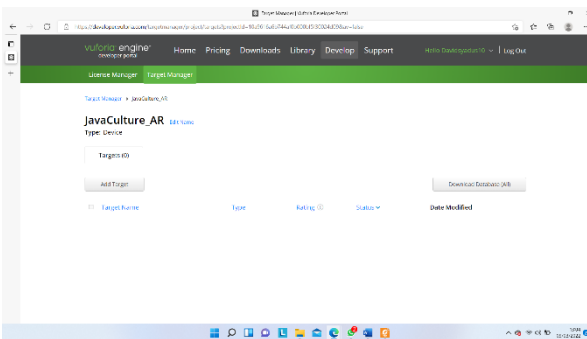 Target Manager | Vuforia Developer Portal
vuforia engine
developer portal
Home Pricing Downloads Library Develop Support
Log Out
License Manager Target Manager
Target Manager > JavaCulture_AR
JavaCulture_AR Edit Name
Type: Device
Targets (0)
Add Target
Download Database (All)
Target Name Type Rating Status Date Modified